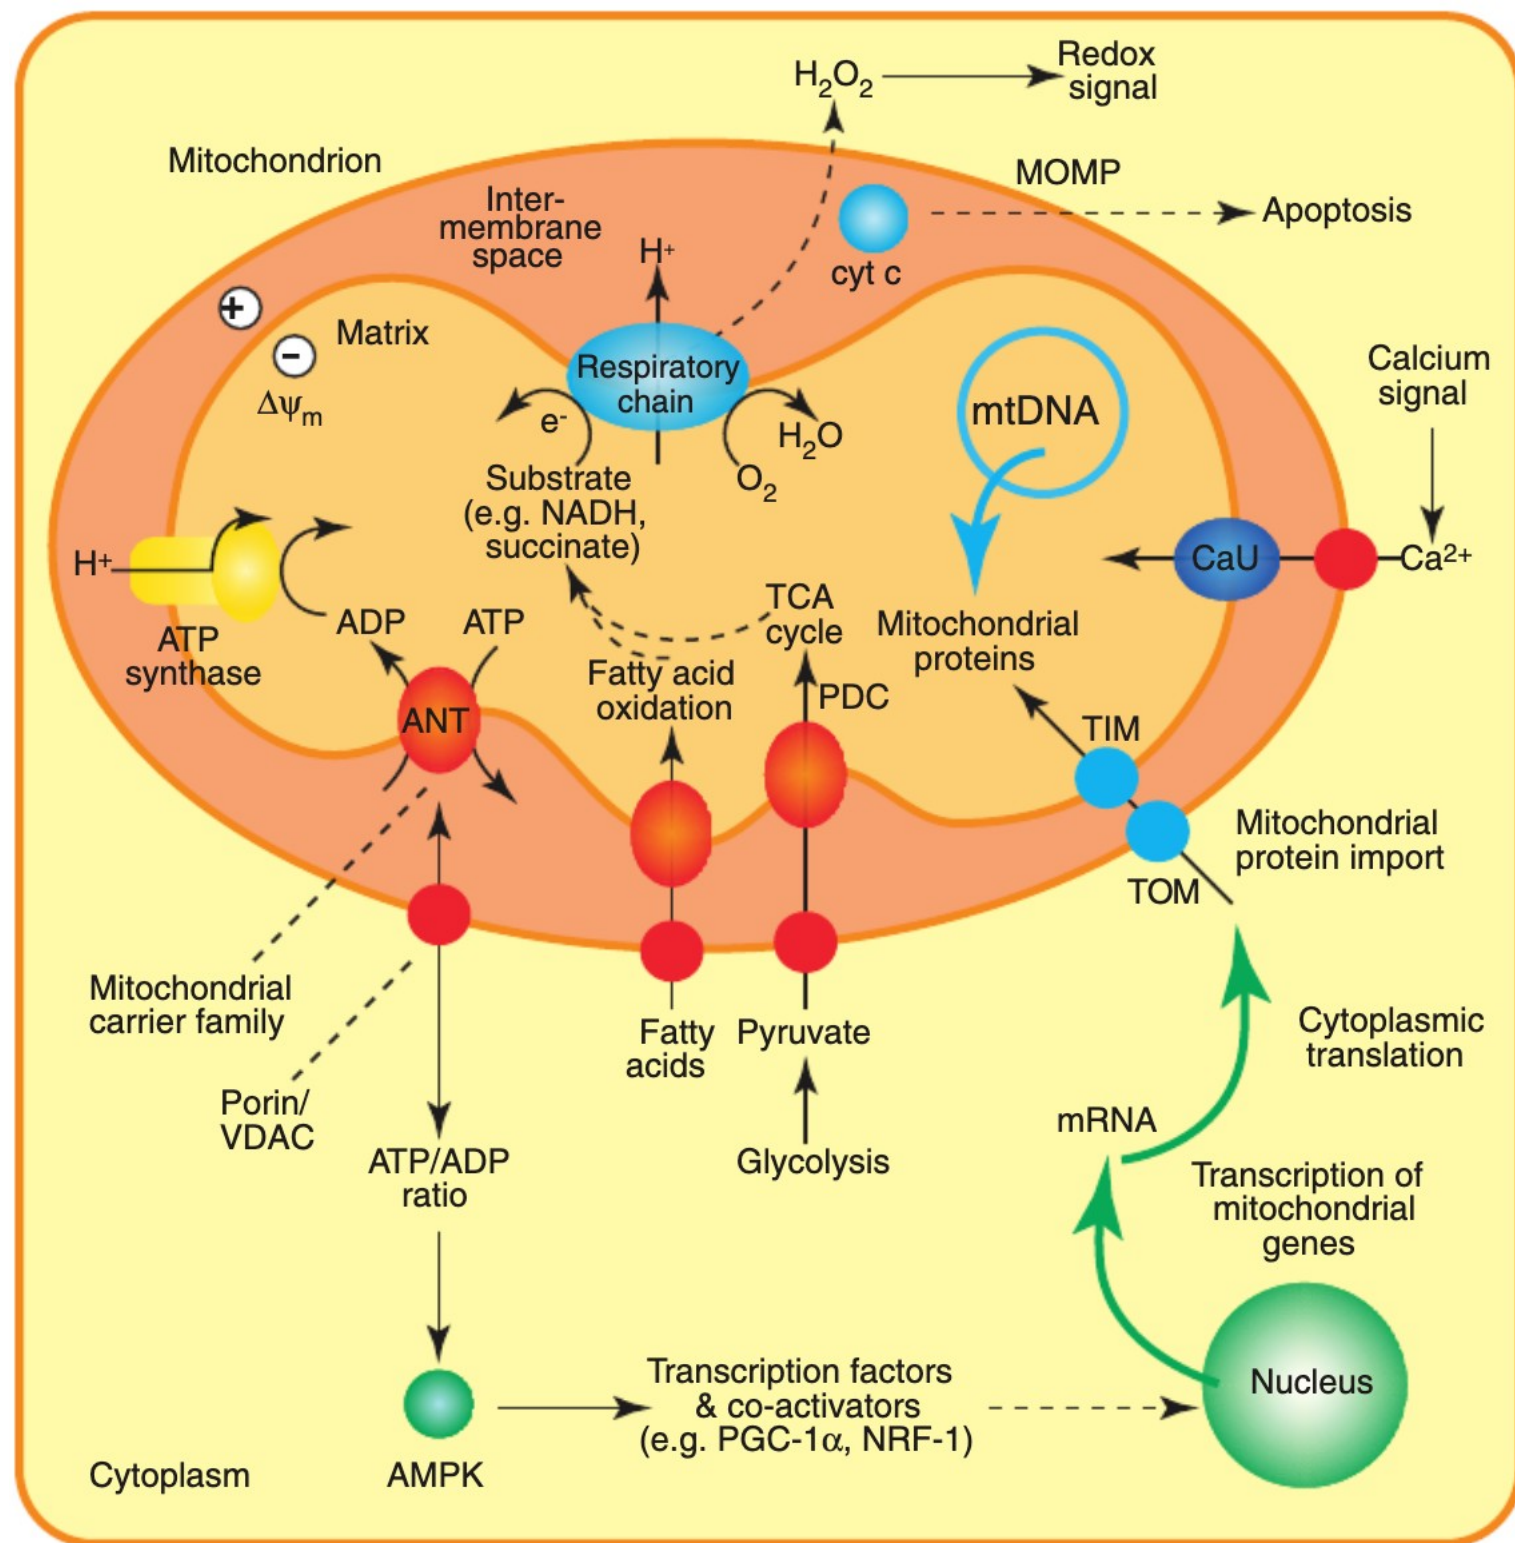 H₂O₂
Redox
signal
Mitochondrion
MOMP
Inter-
membrane
space
H⁺
cyt c
Apoptosis
+
−
Matrix
Δψₘ
Respiratory
chain
e⁻
H₂O
O₂
Substrate
(e.g. NADH,
succinate)
mtDNA
Calcium
signal
H⁺
ATP
synthase
ADP
ATP
TCA
cycle
Mitochondrial
proteins
CaU
Ca²⁺
Fatty acid
oxidation
PDC
ANT
TIM
TOM
Mitochondrial
protein import
Mitochondrial
carrier family
Porin/
VDAC
Fatty
acids
Pyruvate
Glycolysis
Cytoplasmic
translation
mRNA
ATP/ADP
ratio
Transcription of
mitochondrial
genes
Nucleus
Transcription factors
& co-activators
(e.g. PGC-1α, NRF-1)
Cytoplasm
AMPK